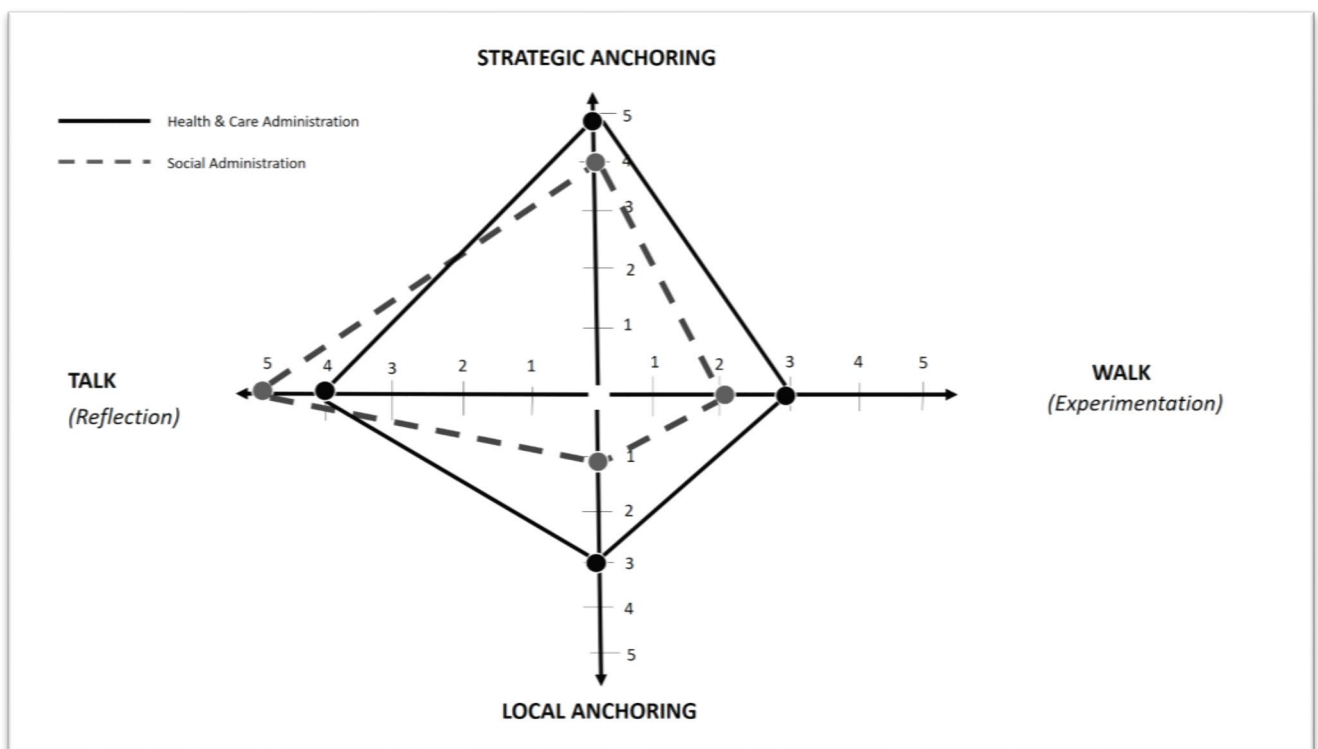 STRATEGIC ANCHORING
Health & Care Administration
Social Administration
5
4
3
2
1
5 4 3 2 1 1 2 3 4 5
TALK
(Reflection)
WALK
(Experimentation)
1
2
3
4
5
LOCAL ANCHORING